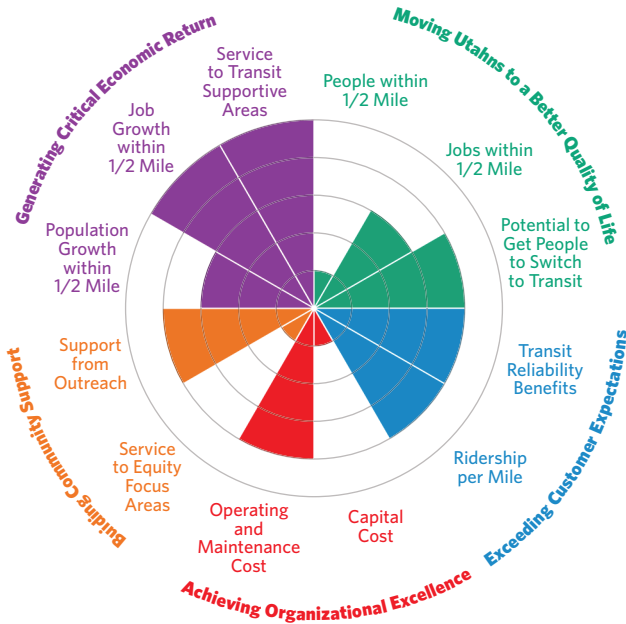 Generating Critical Economic Return
Moving Utahns to a Better Quality of Life
Service
to Transit
Supportive
Areas
People within
1/2 Mile
Job
Growth
within
1/2 Mile
Jobs within
1/2 Mile
Population
Growth
within
1/2 Mile
Potential to
Get People
to Switch
to Transit
Support
from
Outreach
Transit
Reliability
Benefits
Service
to Equity
Focus
Areas
Ridership
per Mile
Operating
and
Maintenance
Cost
Capital
Cost
Buiding Community Support
Exceeding Customer Expectations
Achieving Organizational Excellence